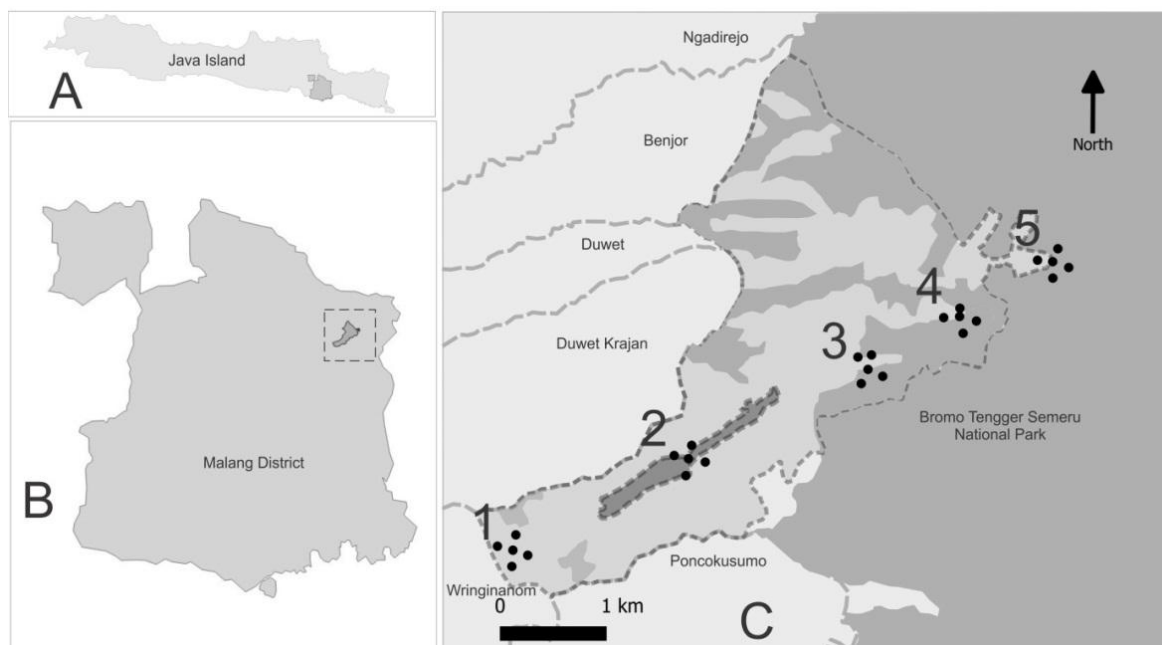 Java Island
A
Malang District
B
Ngadirejo
North
Benjor
5
Duwet
4
Duwet Krajan
3
Bromo Tengger Semeru
National Park
2
1
Poncokusumo
Wringinanom
0 1 km
C